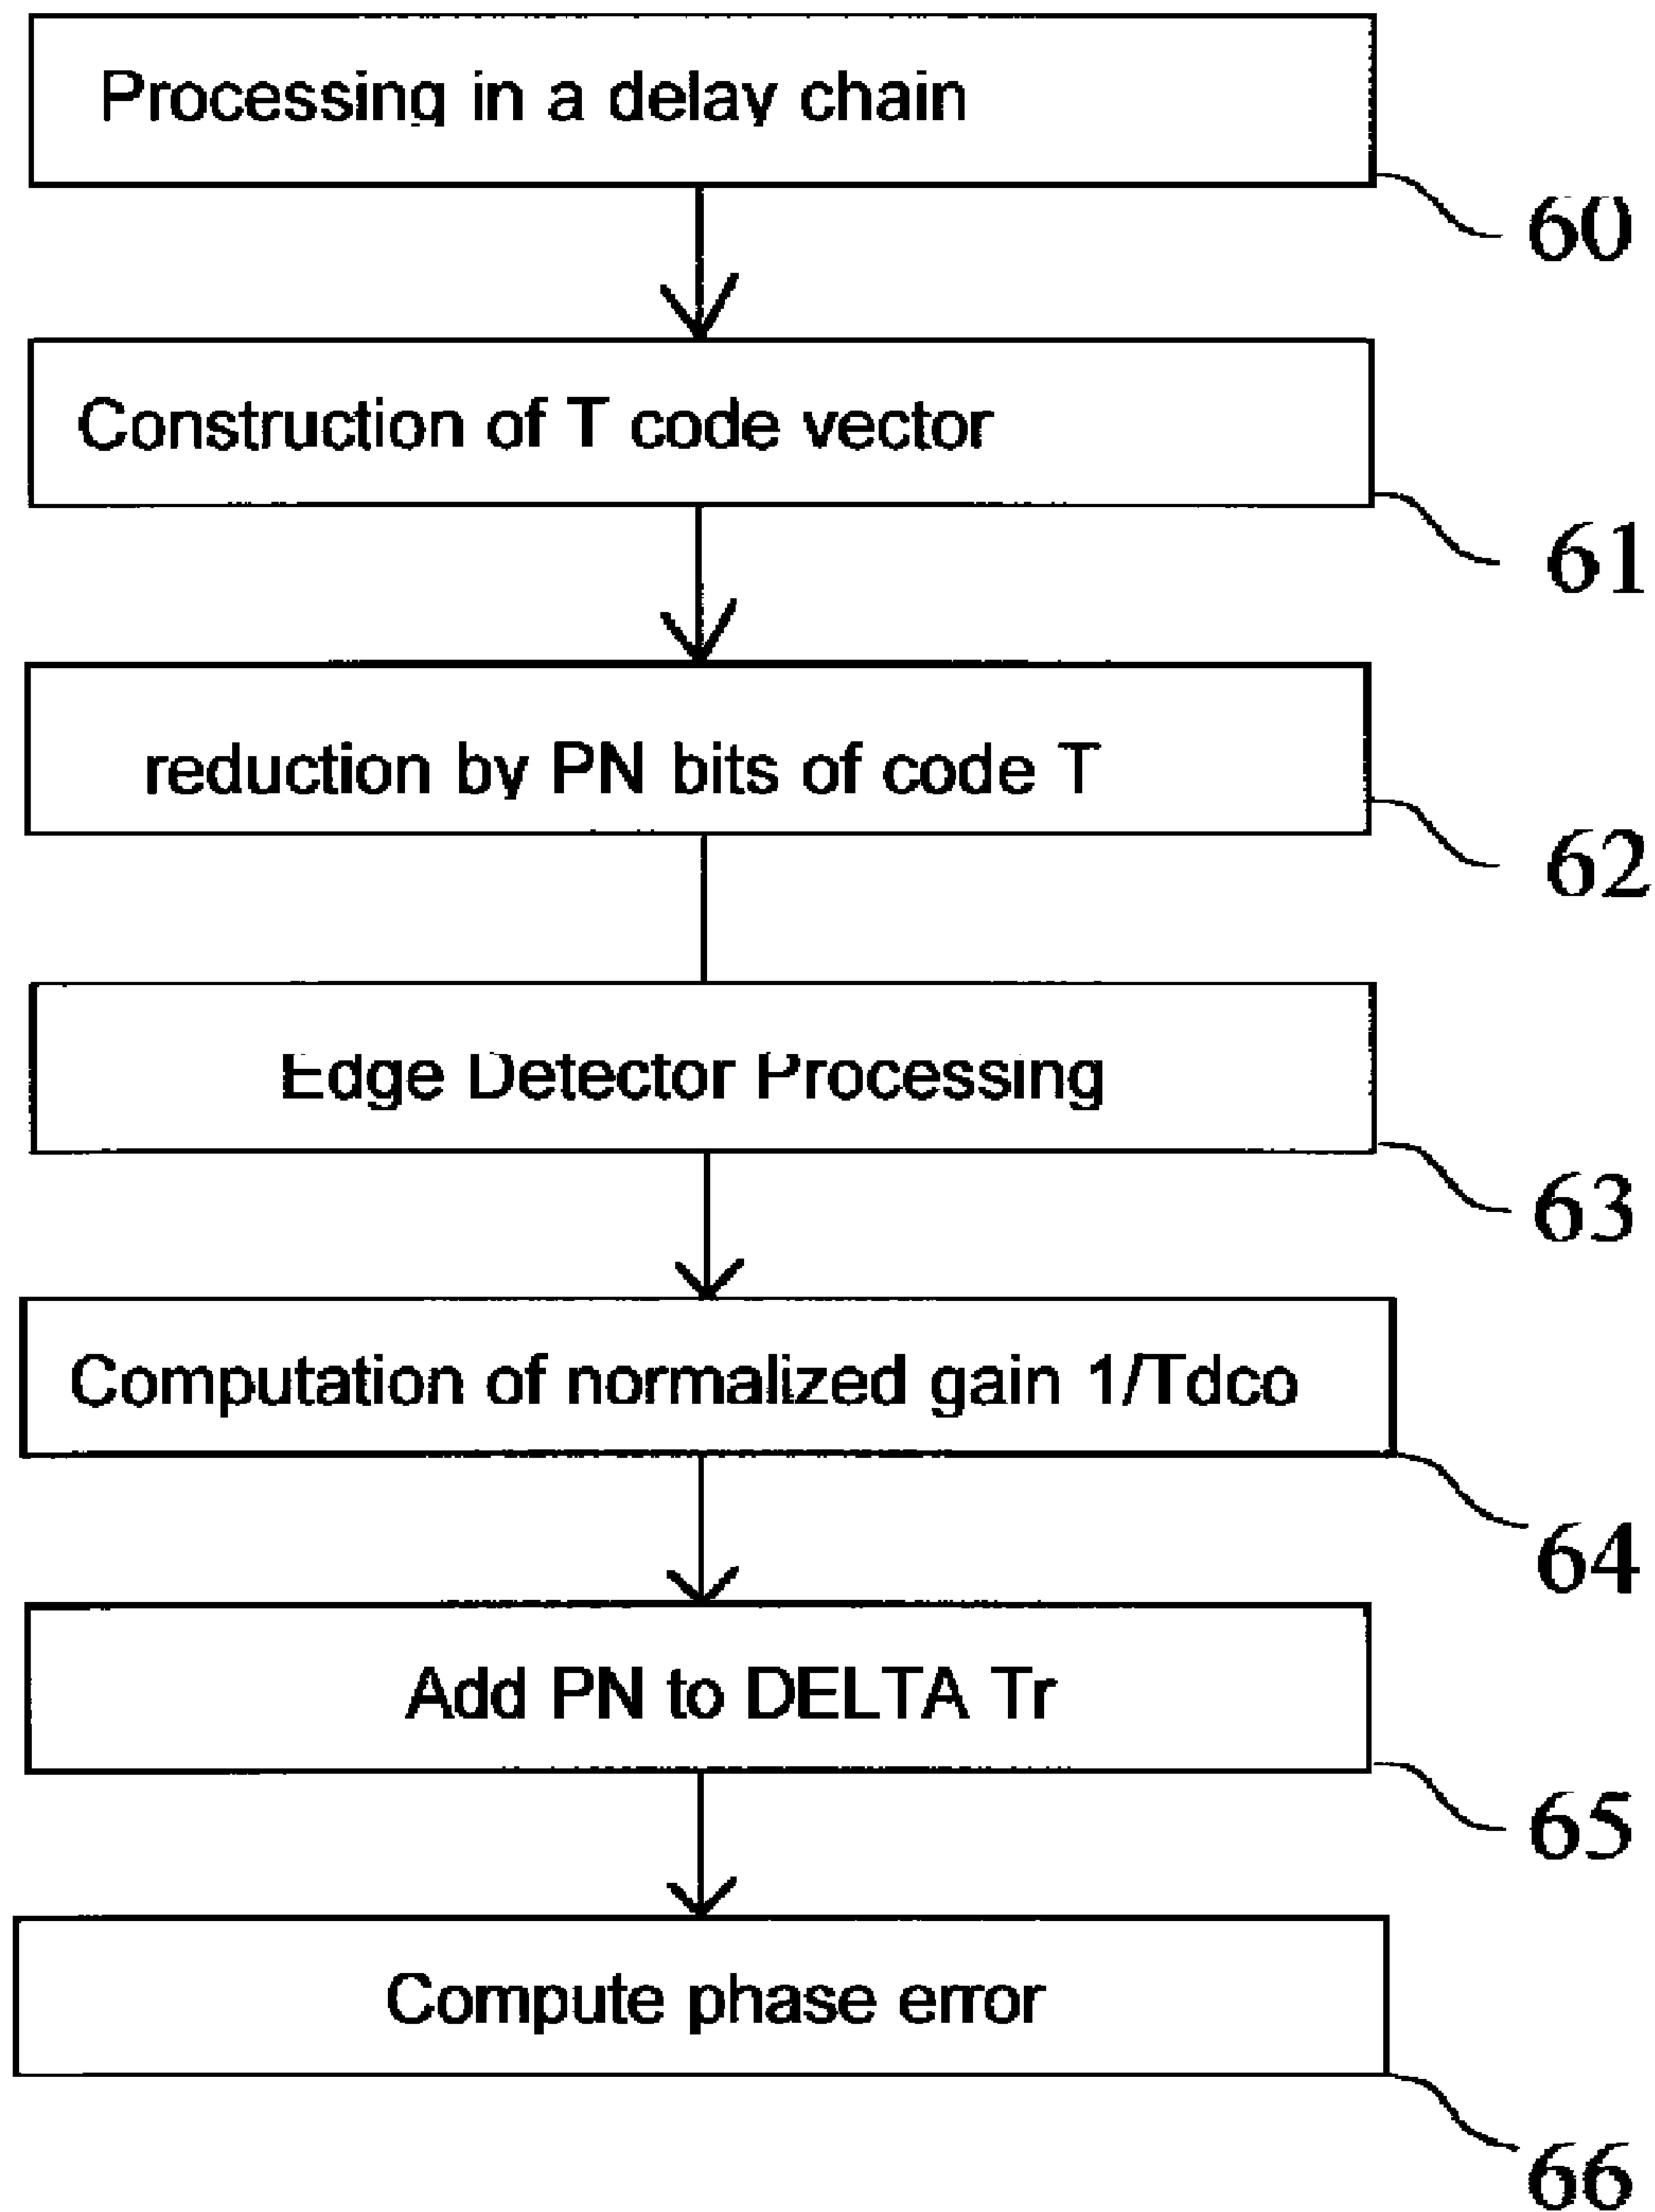 Processing in a delay chain
60
Construction of T code vector
61
reduction by PN bits of code T
62
Edge Detector Processing
63
Computation of normalized gain 1/Tdco
64
Add PN to DELTA Tr
65
Compute phase error
66